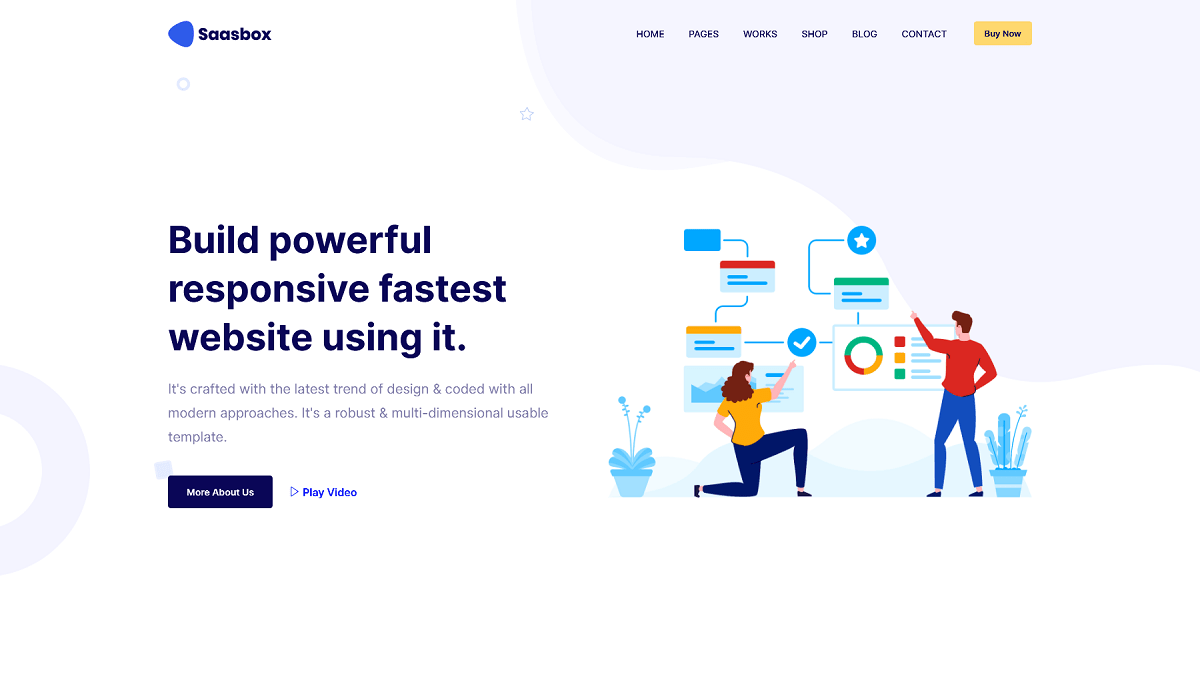 Saasbox
HOME PAGES WORKS SHOP BLOG CONTACT Buy Now
Build powerful
responsive fastest
website using it.
It's crafted with the latest trend of design & coded with all
modern approaches. It's a robust & multi-dimensional usable
template.
More About Us
Play Video